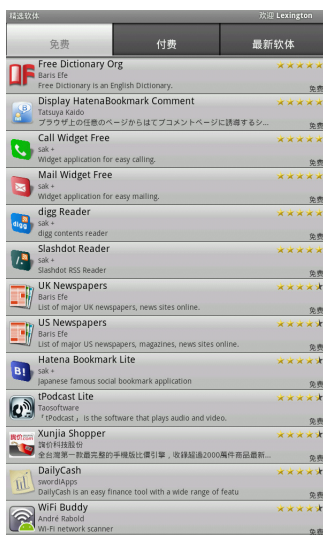 精选软体 欢迎 Lexington
免费 付费 最新软体
Free Dictionary Org
Baris Efe
Free Dictionary is an English Dictionary.
免费
Display HatenaBookmark Comment
Tatsuya Kaido
ブラウザ上の任意のページからはてブコメントページに誘導するシ...
免费
Call Widget Free
sak +
Widget application for easy calling.
免费
Mail Widget Free
sak +
Widget application for easy mailing.
免费
digg Reader
sak +
digg contents reader
免费
Slashdot Reader
sak +
Slashdot RSS Reader
免费
UK Newspapers
Baris Efe
List of major UK newspapers, news sites online.
免费
US Newspapers
Baris Efe
List of major US newspapers, magazines, news sites online.
免费
Hatena Bookmark Lite
sak +
Japanese famous social bookmark application
免费
tPodcast Lite
Taosoftware
「tPodcast」 is the software that plays audio and video.
免费
Xunjia Shopper
詢价科技股份
全台灣第一款最完整的手機版比價引擎，收錄超過2000萬件商品最新...
免费
DailyCash
swordiApps
DailyCash is an easy finance tool with a wide range of featu
免费
WiFi Buddy
André Rabold
Wi-Fi network scanner
免费